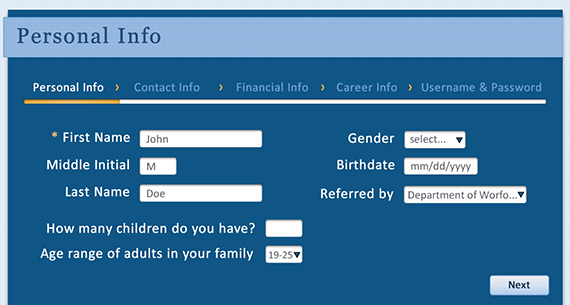 Personal Info
Personal Info › Contact Info › Financial Info › Career Info › Username & Password
* First Name John
Gender select...
Middle Initial M
Birthdate mm/dd/yyyy
Last Name Doe
Referred by Department of Worfo...
How many children do you have?
Age range of adults in your family 19-25
Next